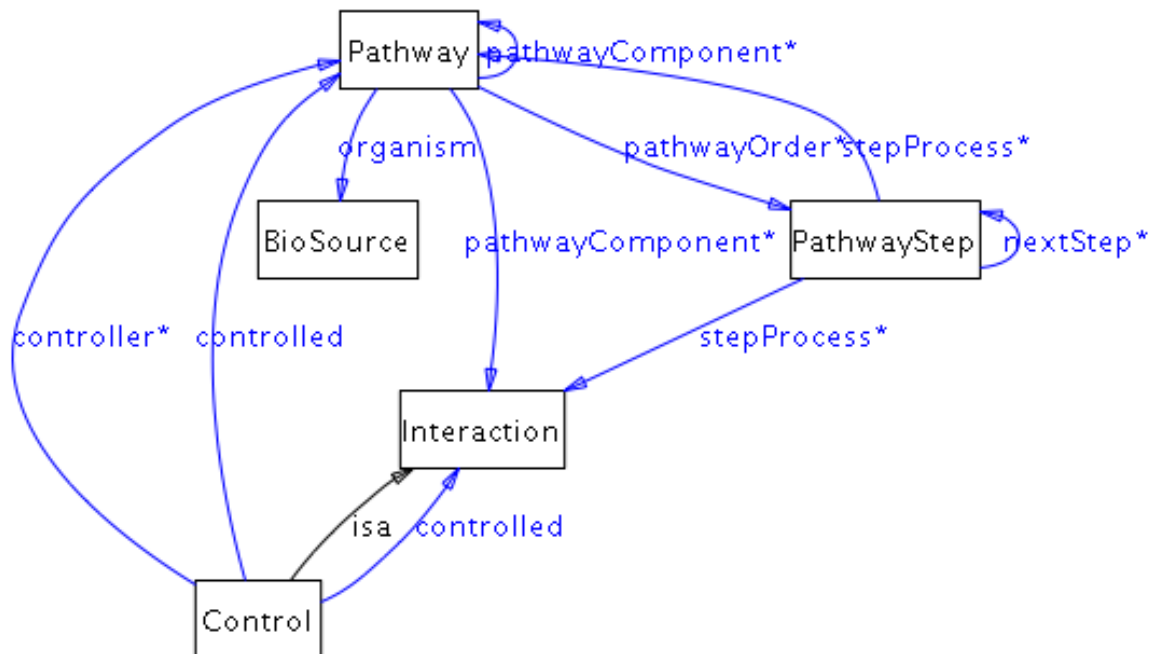 Pathway
pathwayComponent*
organism
pathwayOrder*
stepProcess*
BioSource
pathwayComponent*
PathwayStep
nextStep*
controller*
controlled
stepProcess*
Interaction
isa
controlled
Control